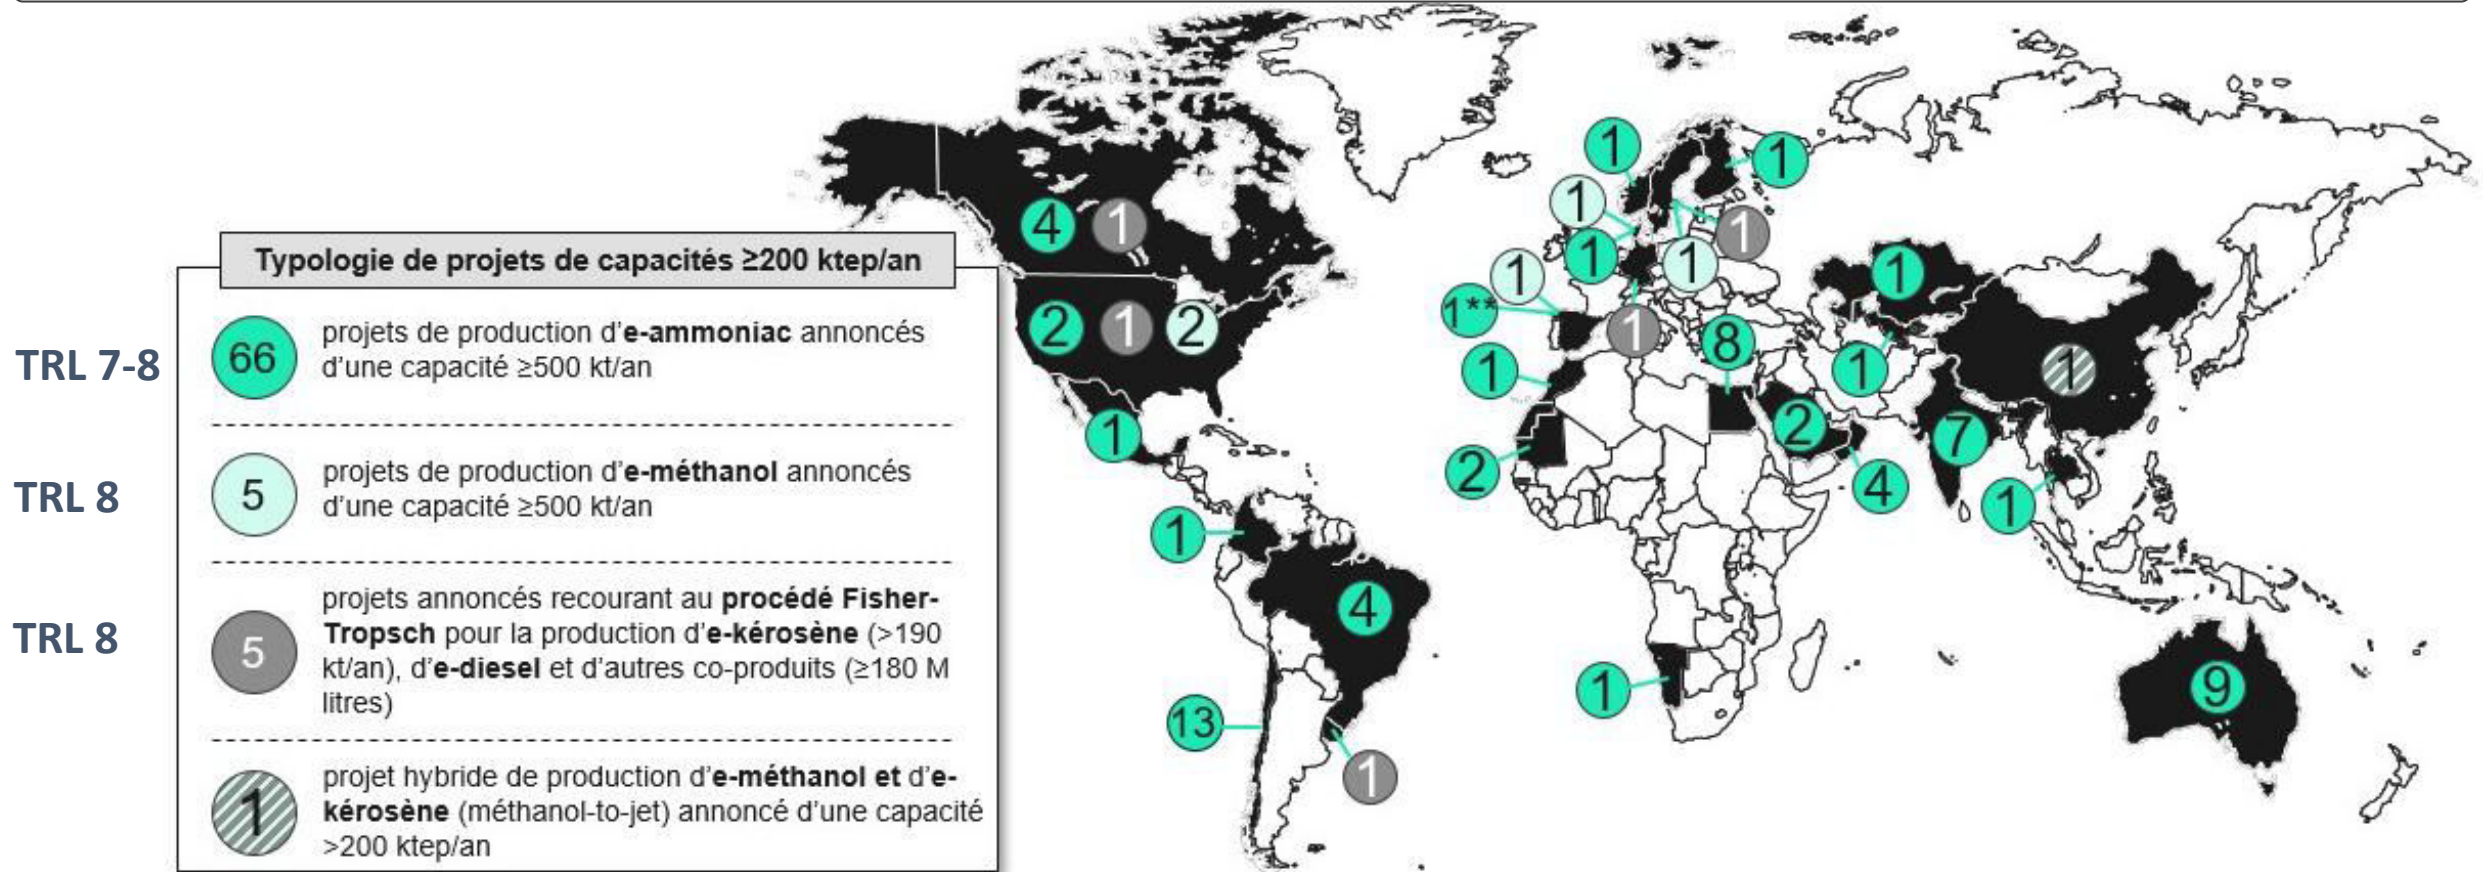 Typologie de projets de capacités ≥200 ktep/an
TRL 7-8
66
projets de production d'e-ammoniac annoncés
d'une capacité ≥500 kt/an
TRL 8
5
projets de production d'e-méthanol annoncés
d'une capacité ≥500 kt/an
TRL 8
5
projets annoncés recourant au procédé Fisher-
Tropsch pour la production d'e-kérosène (>190
kt/an), d'e-diesel et d'autres co-produits (≥180 M
litres)
1
projet hybride de production d'e-méthanol et d'e-
kérosène (méthanol-to-jet) annoncé d'une capacité
>200 ktep/an
4
1
2
1
2
1
1
4
13
1
1
1
1
1
1
1
1
1**
1
8
1
2
1
1
1
1
2
4
7
1
1
9